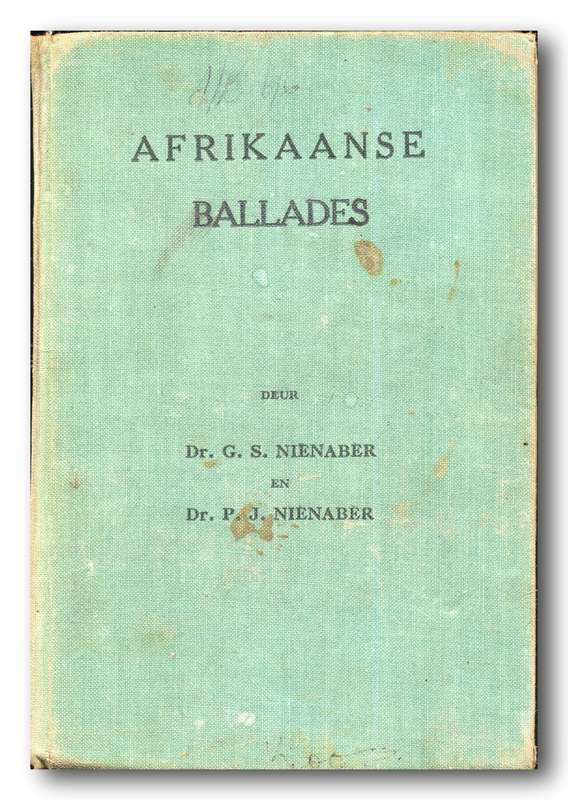 AFRIKAANSE
BALLADES
DEUR
Dr. G. S. NIENABER
EN
Dr. P. J. NIENABER